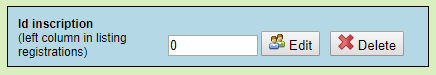 Id inscription
(left column in listing
registrations)
0 Edit Delete